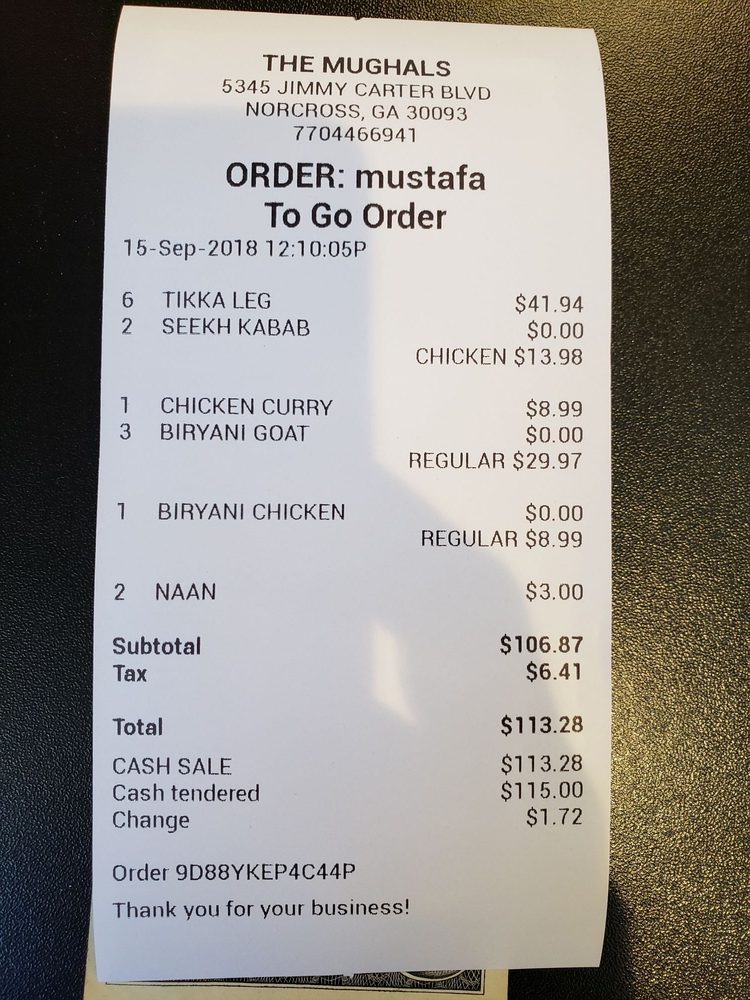 THE MUGHALS
5345 JIMMY CARTER BLVD
NORCROSS, GA 30093
7704466941
ORDER: mustafa
To Go Order
15-Sep-2018 12:10:05P
6 TIKKA LEG $41.94
2 SEEKH KABAB $0.00
CHICKEN $13.98
1 CHICKEN CURRY $8.99
3 BIRYANI GOAT $0.00
REGULAR $29.97
1 BIRYANI CHICKEN $0.00
REGULAR $8.99
2 NAAN $3.00
Subtotal $106.87
Tax $6.41
Total $113.28
CASH SALE $113.28
Cash tendered $115.00
Change $1.72
Order 9D88YKEP4C44P
Thank you for your business!